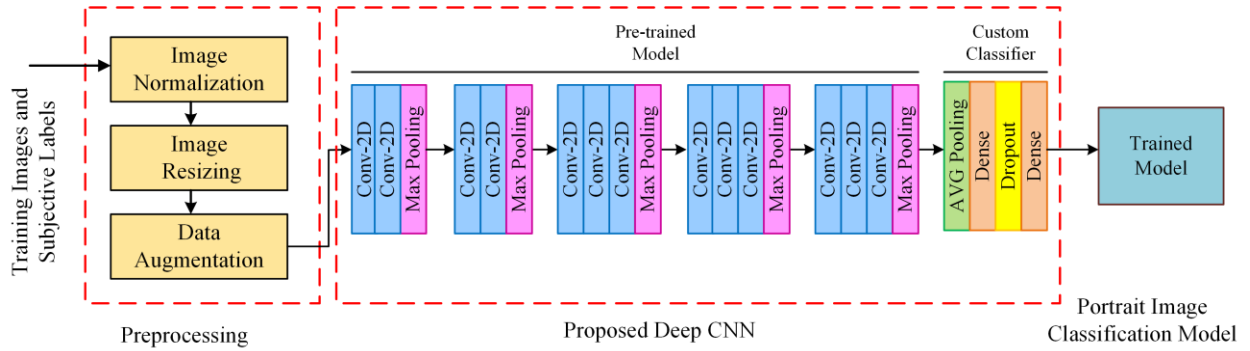 Training Images and
Subjective Labels
Image
Normalization
Image
Resizing
Data
Augmentation
Preprocessing
Pre-trained
Model
Custom
Classifier
Conv-2D
Conv-2D
Max Pooling
Conv-2D
Conv-2D
Max Pooling
Conv-2D
Conv-2D
Conv-2D
Max Pooling
Conv-2D
Conv-2D
Conv-2D
Max Pooling
Conv-2D
Conv-2D
Conv-2D
Max Pooling
AVG Pooling
Dense
Dropout
Dense
Proposed Deep CNN
Trained
Model
Portrait Image
Classification Model